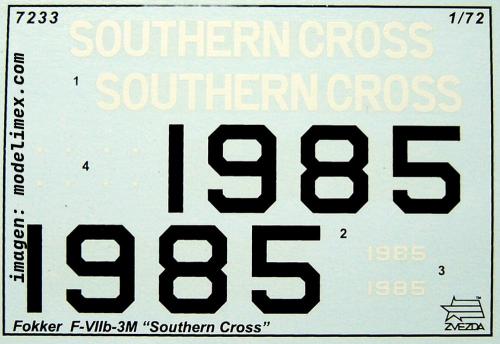 7233
1/72
SOUTHERN CROSS
1
SOUTHERN CROSS
imagen: modelimex.com
4
1985
1985
2
1985
3
1985
Fokker F-VIIb-3M “Southern Cross”
ZVEZDA